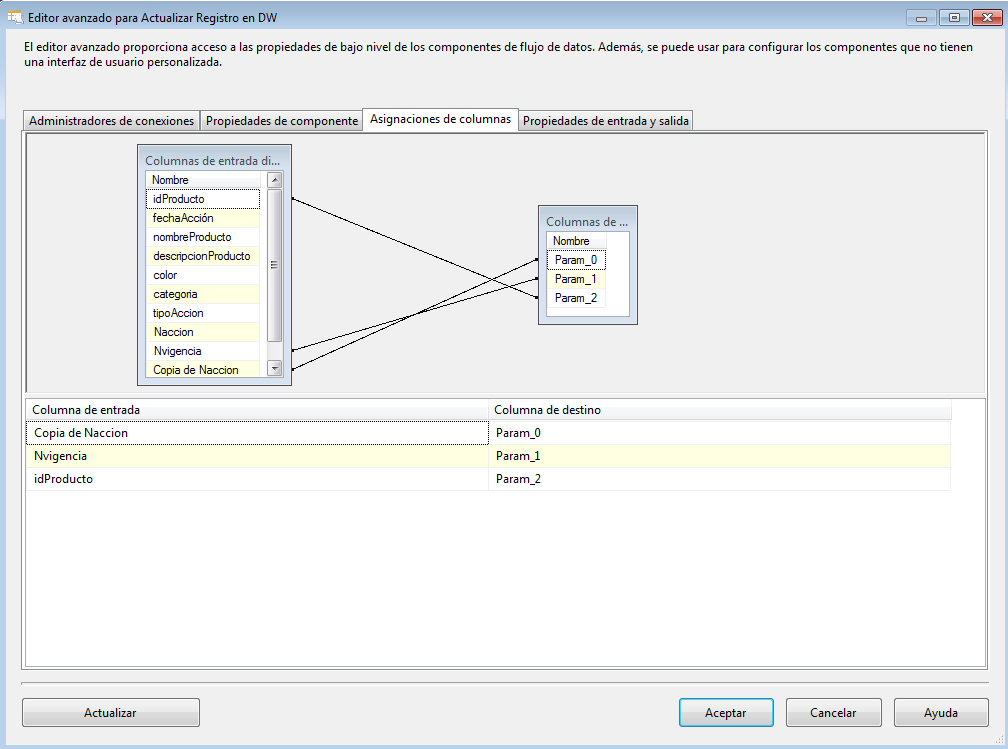 Editor avanzado para Actualizar Registro en DW
El editor avanzado proporciona acceso a las propiedades de bajo nivel de los componentes de flujo de datos. Además, se puede usar para configurar los componentes que no tienen
una interfaz de usuario personalizada.
Administradores de conexiones Propiedades de componente Asignaciones de columnas Propiedades de entrada y salida
Columnas de entrada di...
Nombre
idProducto
fechaAcción
nombreProducto
descripcionProducto
color
categoria
tipoAccion
Naccion
Nvigencia
Copia de Naccion
Columnas de ...
Nombre
Param_0
Param_1
Param_2
Columna de entrada Columna de destino
Copia de Naccion Param_0
Nvigencia Param_1
idProducto Param_2
Actualizar Aceptar Cancelar Ayuda